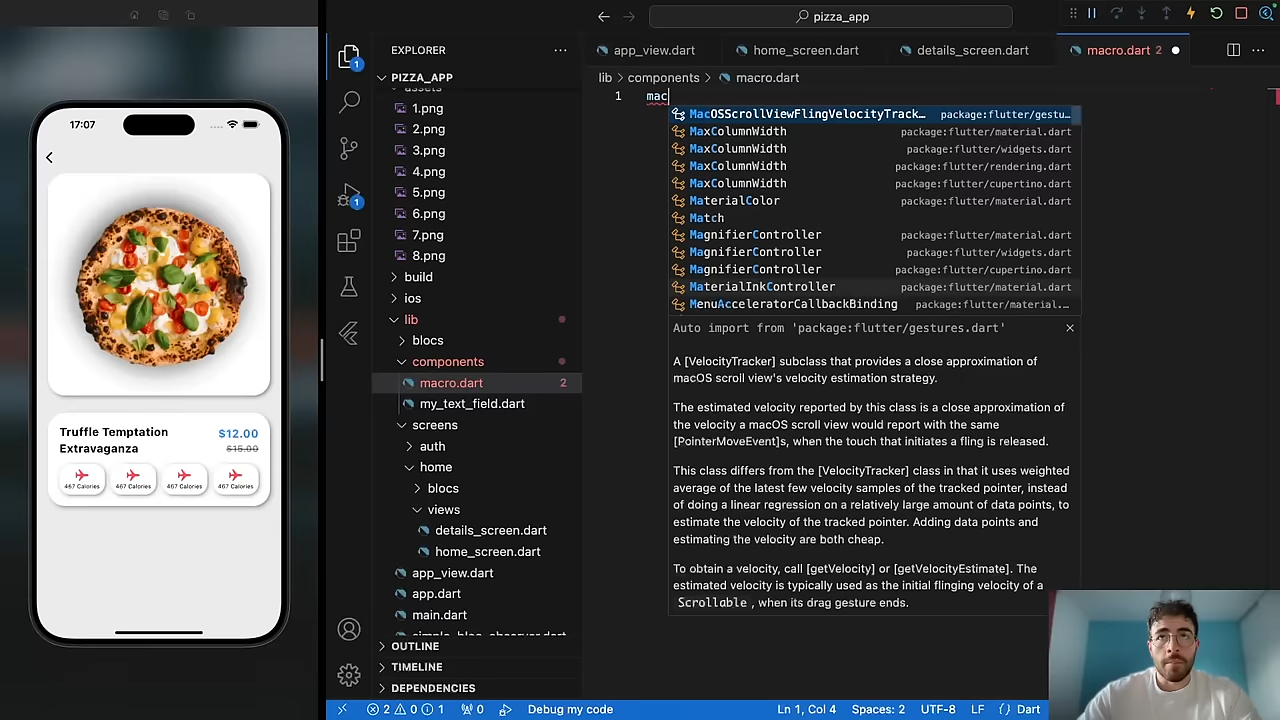 17:07
Truffle Temptation
Extravaganza
$12.00
$15.00
467 Calories
467 Calories
467 Calories
467 Calories
pizza_app
EXPLORER
PIZZA_APP
assets
1.png
2.png
3.png
4.png
5.png
6.png
7.png
8.png
build
ios
lib
blocs
components
macro.dart 2
my_text_field.dart
screens
auth
home
blocs
views
details_screen.dart
home_screen.dart
app_view.dart
app.dart
main.dart
simple_bloc_observer.dart
OUTLINE
TIMELINE
DEPENDENCIES
1
1
app_view.dart
home_screen.dart
details_screen.dart
macro.dart 2
lib > components > macro.dart
1 mac
MacOSScrollViewFlingVelocityTrack… package:flutter/gestu…
MaxColumnWidth package:flutter/material.dart
MaxColumnWidth package:flutter/widgets.dart
MaxColumnWidth package:flutter/rendering.dart
MaxColumnWidth package:flutter/cupertino.dart
MaterialColor package:flutter/material.dart
Match
MagnifierController package:flutter/material.dart
MagnifierController package:flutter/widgets.dart
MagnifierController package:flutter/cupertino.dart
MaterialInkController package:flutter/material.dart
MenuAcceleratorCallbackBinding package:flutter/material.…
Auto import from 'package:flutter/gestures.dart'
A [VelocityTracker] subclass that provides a close approximation of
macOS scroll view's velocity estimation strategy.
The estimated velocity reported by this class is a close approximation of
the velocity a macOS scroll view would report with the same
[PointerMoveEvent]s, when the touch that initiates a fling is released.
This class differs from the [VelocityTracker] class in that it uses weighted
average of the latest few velocity samples of the tracked pointer, instead
of doing a linear regression on a relatively large amount of data points, to
estimate the velocity of the tracked pointer. Adding data points and
estimating the velocity are both cheap.
To obtain a velocity, call [getVelocity] or [getVelocityEstimate]. The
estimated velocity is typically used as the initial flinging velocity of a
Scrollable , when its drag gesture ends.
2 0 1
0
Debug my code
Ln 1, Col 4
Spaces: 2
UTF-8
LF
{} Dart